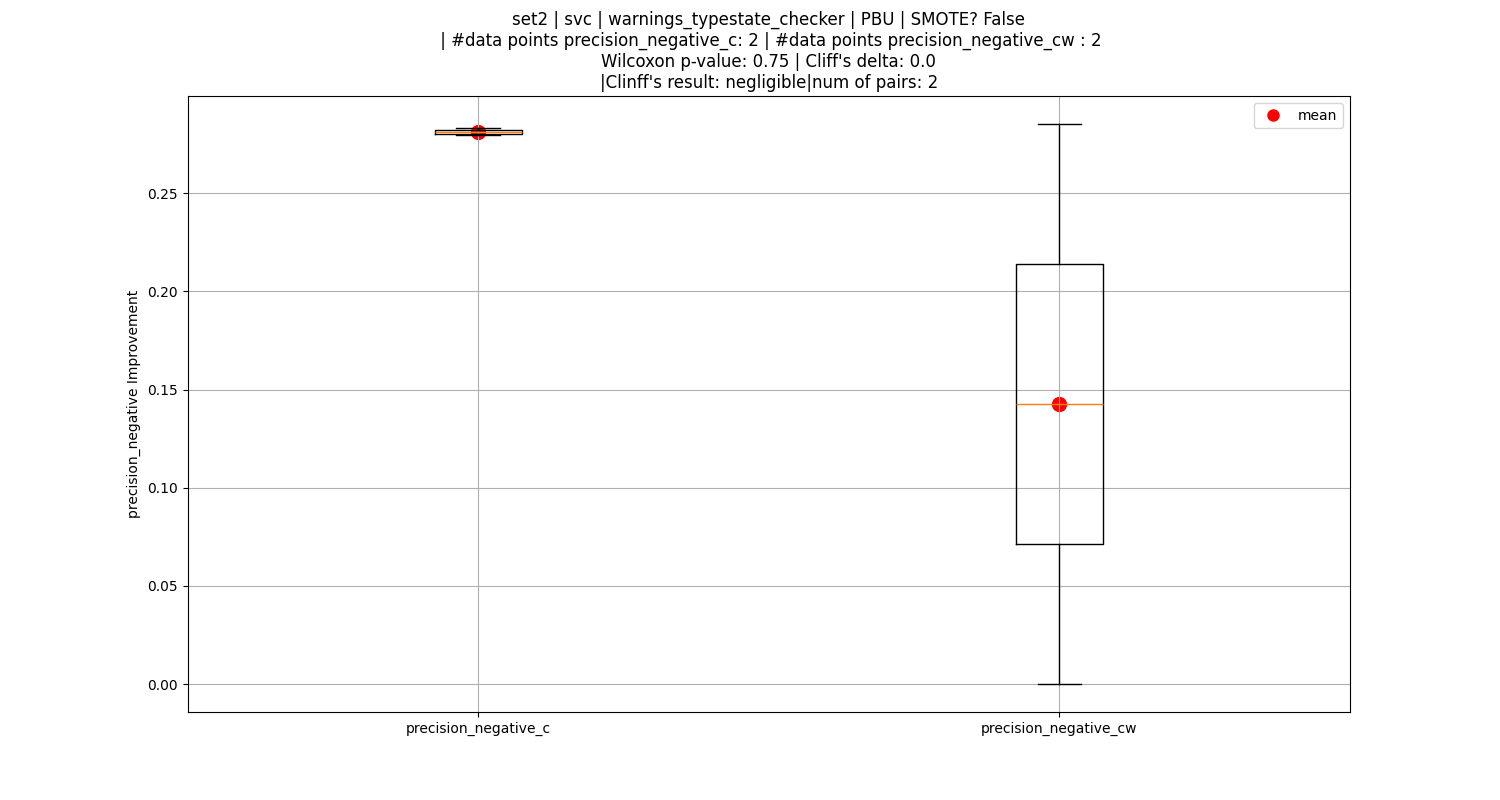 set2 | svc | warnings_typestate_checker | PBU | SMOTE? False
| #data points precision_negative_c: 2 | #data points precision_negative_cw : 2
Wilcoxon p-value: 0.75 | Cliff's delta: 0.0
|Clinff's result: negligible|num of pairs: 2
mean
0.25
0.20
0.15
0.10
0.05
0.00
precision_negative Improvement
precision_negative_c
precision_negative_cw